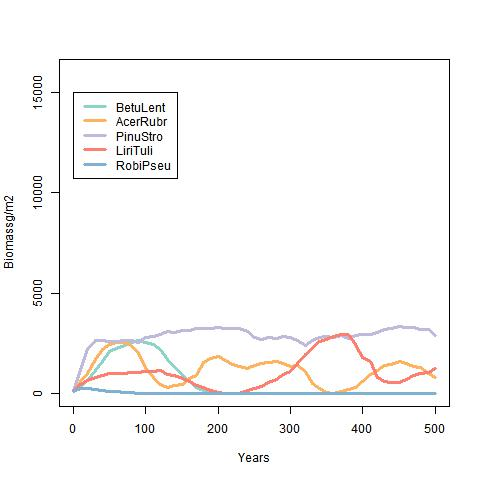 15000
10000
5000
0
Biomassg/m2
BetuLent
AcerRubr
PinuStro
LiriTuli
RobiPseu
0 100 200 300 400 500
Years